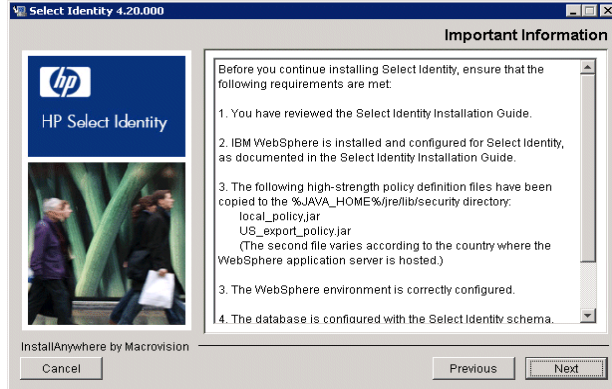 Select Identity 4.20.000
Important Information
hp
HP Select Identity
Before you continue installing Select Identity, ensure that the
following requirements are met:
1. You have reviewed the Select Identity Installation Guide.
2. IBM WebSphere is installed and configured for Select Identity,
as documented in the Select Identity Installation Guide.
3. The following high-strength policy definition files have been
copied to the %JAVA_HOME%/jre/lib/security directory:
local_policy,jar
US_export_policy.jar
(The second file varies according to the country where the
WebSphere application server is hosted.)
3. The WebSphere environment is correctly configured.
4. The database is configured with the Select Identity schema.
InstallAnywhere by Macrovision
Cancel
Previous
Next